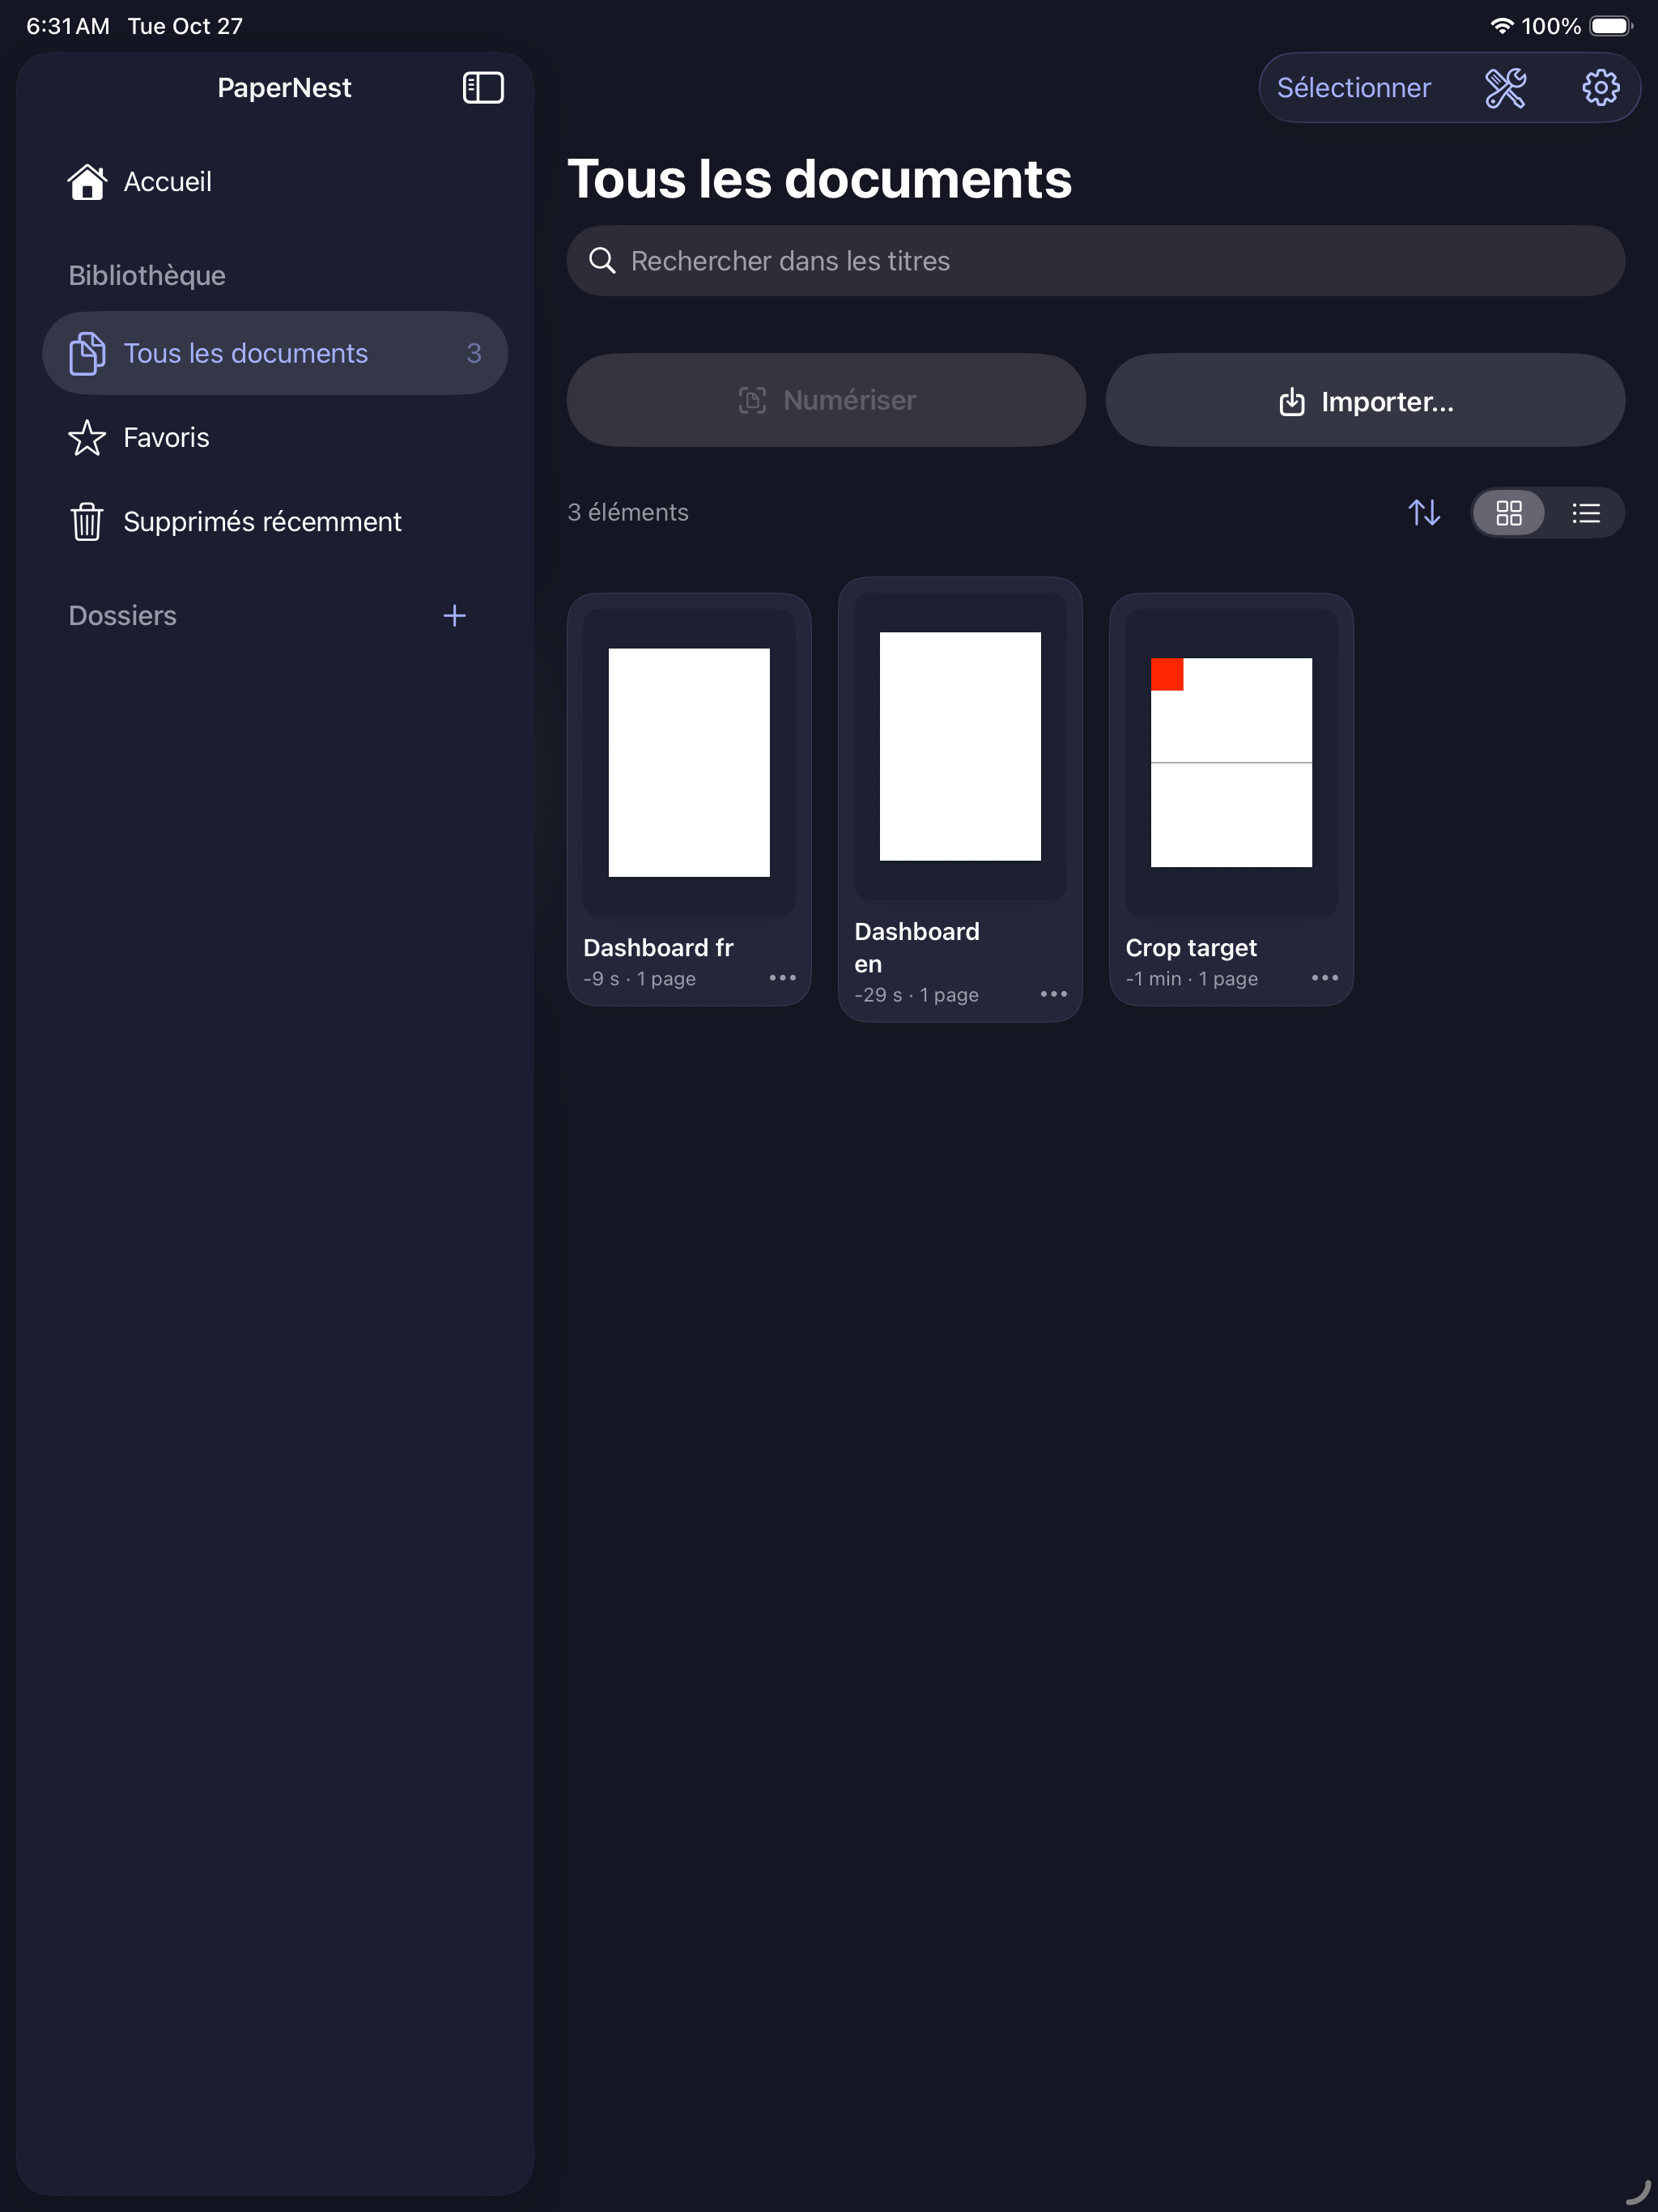 6:31 AM Tue Oct 27
100%
PaperNest
Sélectionner
Accueil
Bibliothèque
Tous les documents 3
Favoris
Supprimés récemment
Dossiers
Tous les documents
Rechercher dans les titres
Numériser
Importer...
3 éléments
Dashboard fr
-9 s · 1 page
Dashboard
en
-29 s · 1 page
Crop target
-1 min · 1 page